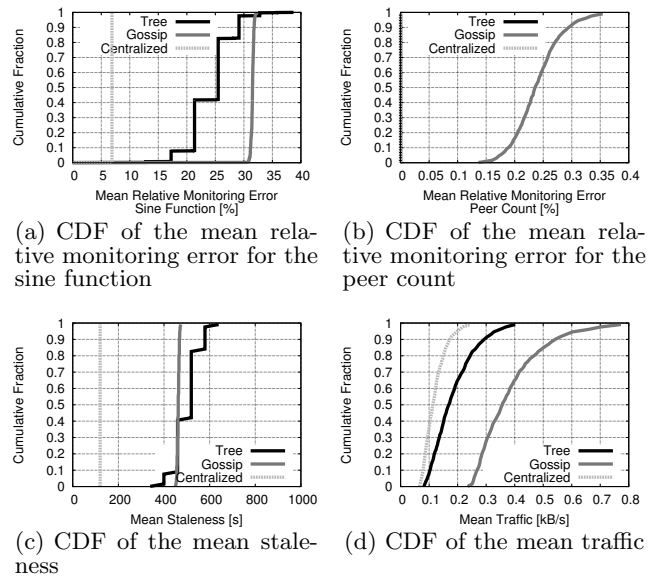 Cumulative Fraction
1
0.9
0.8
0.7
0.6
0.5
0.4
0.3
0.2
0.1
0
Tree
Gossip
Centralized
0 5 10 15 20 25 30 35 40
Mean Relative Monitoring Error
Sine Function [%]
(a) CDF of the mean rela-
tive monitoring error for the
sine function
Cumulative Fraction
1
0.9
0.8
0.7
0.6
0.5
0.4
0.3
0.2
0.1
0
Tree
Gossip
Centralized
0 0.05 0.1 0.15 0.2 0.25 0.3 0.35 0.4
Mean Relative Monitoring Error
Peer Count [%]
(b) CDF of the mean rela-
tive monitoring error for the
peer count
Cumulative Fraction
1
0.9
0.8
0.7
0.6
0.5
0.4
0.3
0.2
0.1
0
Tree
Gossip
Centralized
0 200 400 600 800 1000
Mean Staleness [s]
(c) CDF of the mean stale-
ness
Cumulative Fraction
1
0.9
0.8
0.7
0.6
0.5
0.4
0.3
0.2
0.1
0
Tree
Gossip
Centralized
0 0.1 0.2 0.3 0.4 0.5 0.6 0.7 0.8
Mean Traffic [kB/s]
(d) CDF of the mean traffic